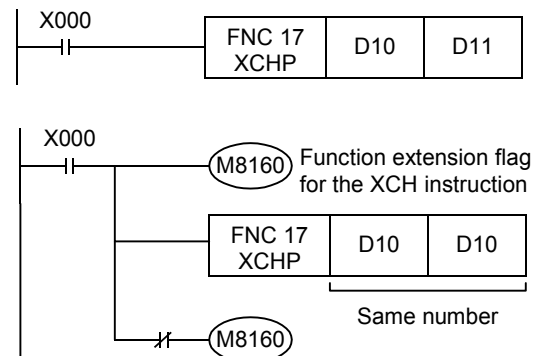 X000
FNC 17
XCHP
D10
D11
X000
M8160
Function extension flag
for the XCH instruction
FNC 17
XCHP
D10
D10
Same number
M8160